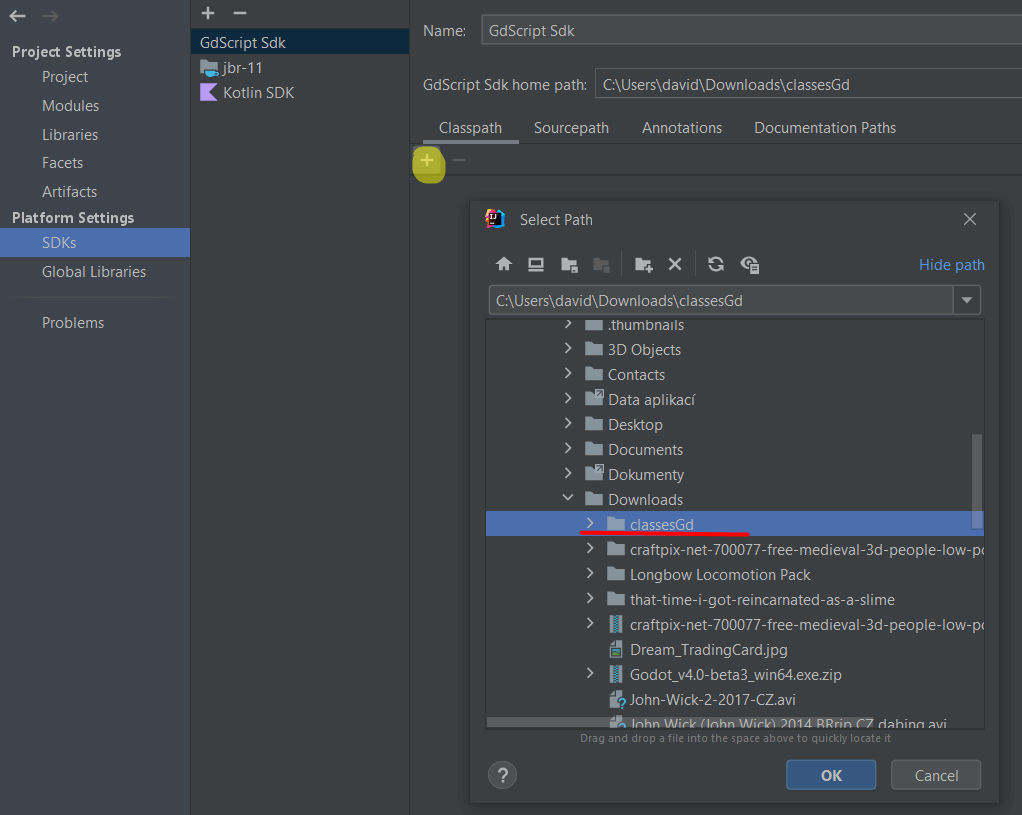 Project Settings
Project
Modules
Libraries
Facets
Artifacts
Platform Settings
SDKs
Global Libraries
Problems
GdScript Sdk
jbr-11
Kotlin SDK
Name: GdScript Sdk
GdScript Sdk home path: C:\Users\david\Downloads\classesGd
Classpath Sourcepath Annotations Documentation Paths
Select Path
Hide path
C:\Users\david\Downloads\classesGd
.thumbnails
3D Objects
Contacts
Data aplikací
Desktop
Documents
Dokumenty
Downloads
classesGd
craftpix-net-700077-free-medieval-3d-people-low-po
Longbow Locomotion Pack
that-time-i-got-reincarnated-as-a-slime
craftpix-net-700077-free-medieval-3d-people-low-po
Dream_TradingCard.jpg
Godot_v4.0-beta3_win64.exe.zip
John-Wick-2-2017-CZ.avi
John Wick (John Wick) 2014 BRrip CZ dabing.avi
Drag and drop a file into the space above to quickly locate it
? OK Cancel